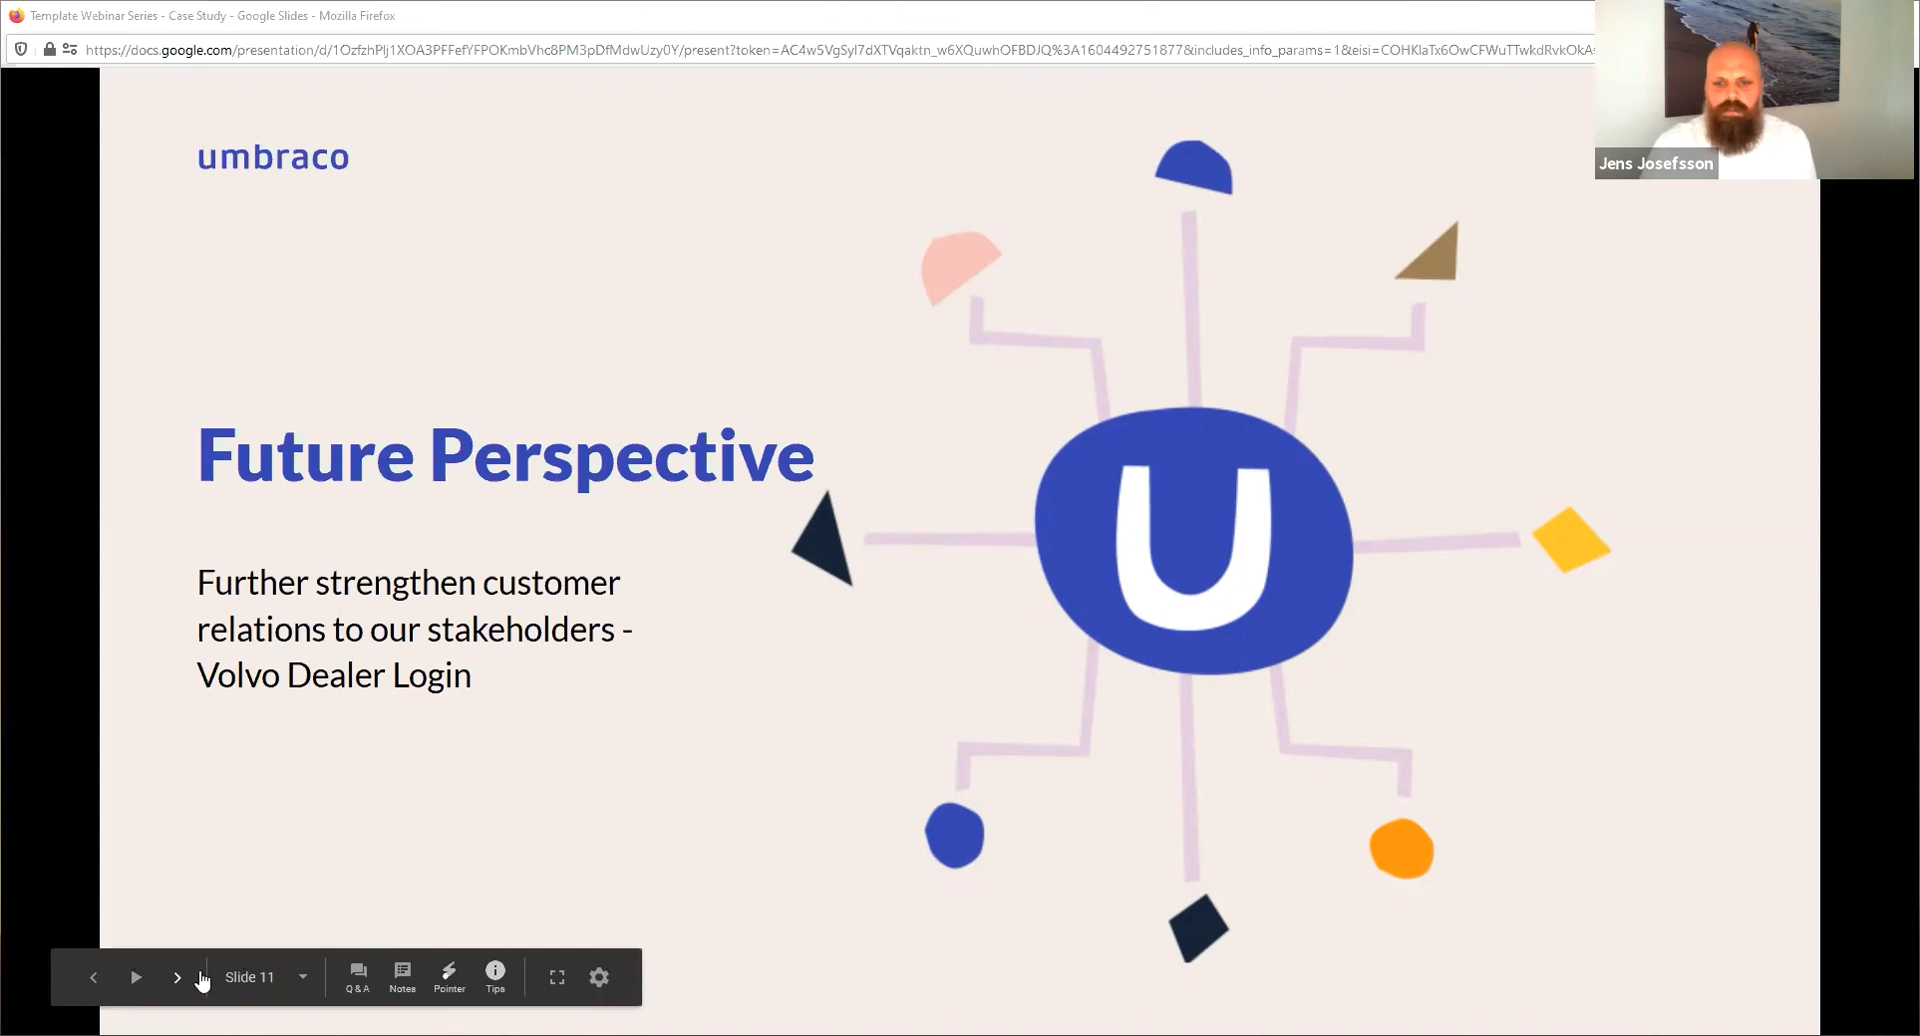 Template Webinar Series - Case Study - Google Slides - Mozilla Firefox
https://docs.google.com/presentation/d/1OzfzhPlj1XOA3PFFefYFPOKmbVhc8PM3pDfMdwUzy0Y/present?token=AC4w5VgSyl7dXTVqaktn_w6XQuwhOFBDJQ%3A1604492751877&includes_info_params=1&eisi=COHKlaTx6OwCFWuTTwkdRvkOkA
Jens Josefsson
umbraco
Future Perspective
Further strengthen customer
relations to our stakeholders -
Volvo Dealer Login
U
Slide 11
Q & A Notes Pointer Tips